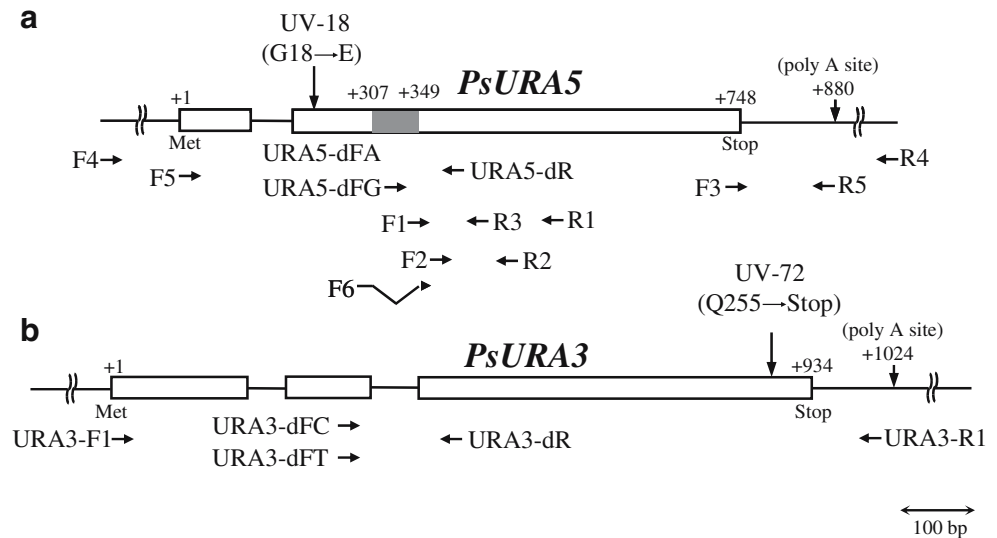 a
UV-18
(G18→E)
PsURA5
(poly A site)
+1
+307
+349
+748
+880
Met
Stop
F4
F5
URA5-dFA
URA5-dFG
URA5-dR
F3
R5
R4
F1
R3
R1
F2
R2
F6
UV-72
(Q255→Stop)
b
PsURA3
(poly A site)
+1
+934
+1024
Met
Stop
URA3-F1
URA3-dFC
URA3-dFT
URA3-dR
URA3-R1
100 bp